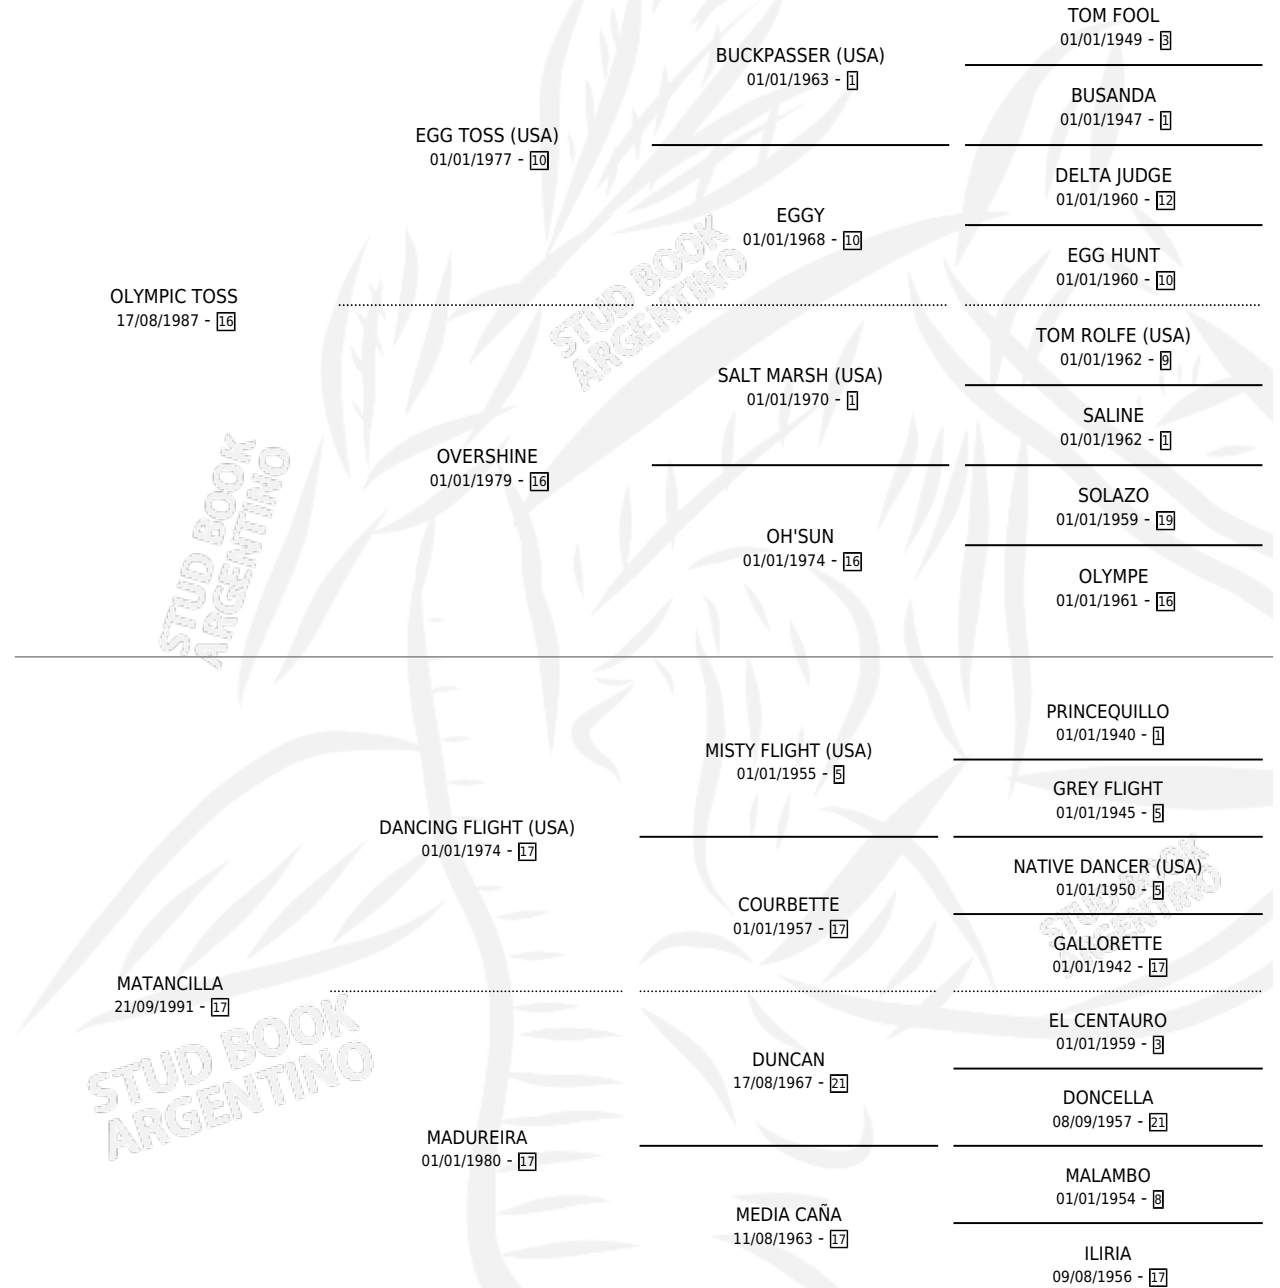 TOM FOOL
01/01/1949 - 3
BUCKPASSER (USA)
01/01/1963 - 1
BUSANDA
01/01/1947 - 1
EGG TOSS (USA)
01/01/1977 - 10
DELTA JUDGE
01/01/1960 - 12
EGGY
01/01/1968 - 10
EGG HUNT
01/01/1960 - 10
OLYMPIC TOSS
17/08/1987 - 16
STUD BOOK
ARGENTINO
TOM ROLFE (USA)
01/01/1962 - 9
SALT MARSH (USA)
01/01/1970 - 1
SALINE
01/01/1962 - 1
OVERSHINE
01/01/1979 - 16
SOLAZO
01/01/1959 - 19
OH'SUN
01/01/1974 - 16
OLYMPE
01/01/1961 - 16
STUD BOOK
ARGENTINO
PRINCEQUILLO
01/01/1940 - 1
MISTY FLIGHT (USA)
01/01/1955 - 5
GREY FLIGHT
01/01/1945 - 5
DANCING FLIGHT (USA)
01/01/1974 - 17
NATIVE DANCER (USA)
01/01/1950 - 5
COURBETTE
01/01/1957 - 17
STUD BOOK
ARGENTINO
GALLORETTE
01/01/1942 - 17
MATANCILLA
21/09/1991 - 17
EL CENTAURO
01/01/1959 - 3
DUNCAN
17/08/1967 - 21
DONCELLA
08/09/1957 - 21
STUD BOOK
ARGENTINO
MADUREIRA
01/01/1980 - 17
MALAMBO
01/01/1954 - 8
MEDIA CAÑA
11/08/1963 - 17
ILIRIA
09/08/1956 - 17